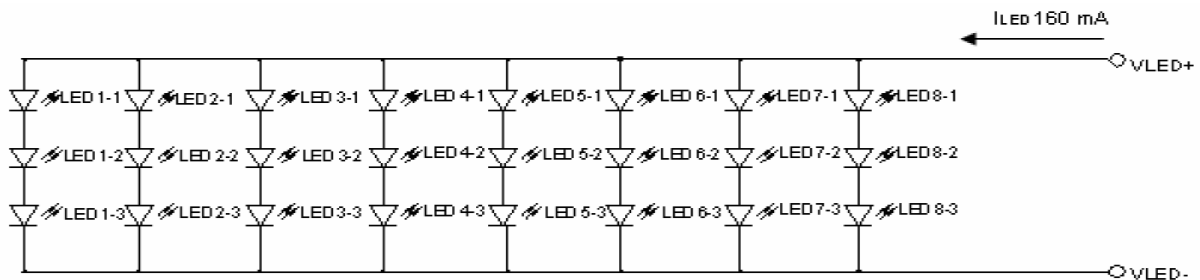 ILED 160 mA
VLED+
LED 1-1 LED 2-1 LED 3-1 LED 4-1 LED 5-1 LED 6-1 LED 7-1 LED 8-1
LED 1-2 LED 2-2 LED 3-2 LED 4-2 LED 5-2 LED 6-2 LED 7-2 LED 8-2
LED 1-3 LED 2-3 LED 3-3 LED 4-3 LED 5-3 LED 6-3 LED 7-3 LED 8-3
VLED-